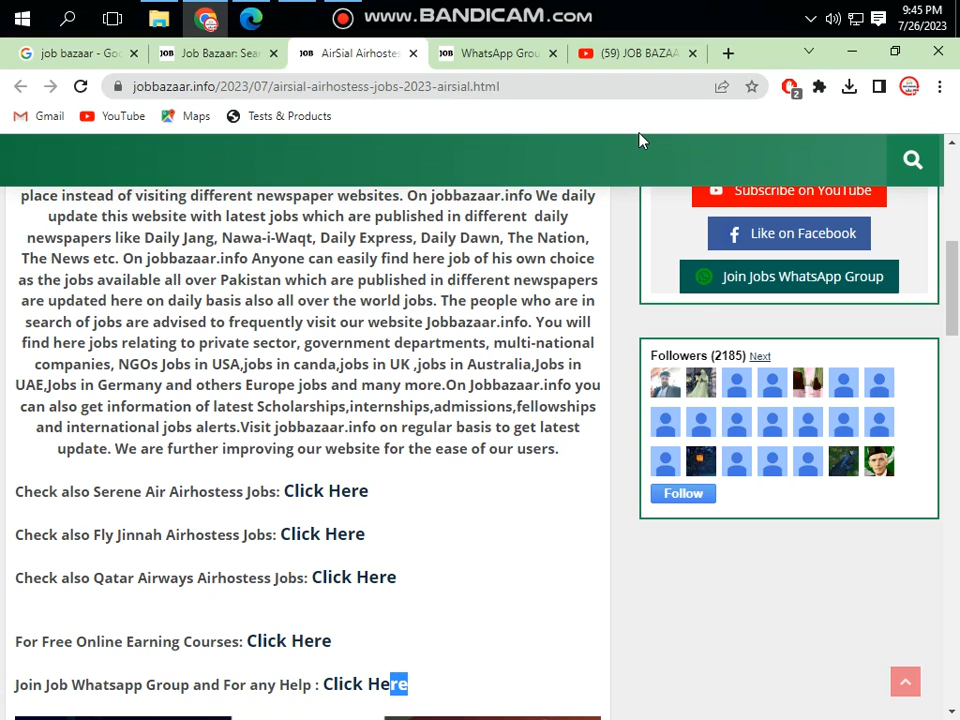 www.BANDICAM.com
9:45 PM
7/26/2023
job bazaar - Goo
Job Bazaar: Sea
AirSial Airhoste
WhatsApp Grou
(59) JOB BAZAA
jobbazaar.info/2023/07/airsial-airhostess-jobs-2023-airsial.html
2
Gmail
YouTube
Maps
Tests & Products
place instead of visiting different newspaper websites. On jobbazaar.info We daily
update this website with latest jobs which are published in different daily
newspapers like Daily Jang, Nawa-i-Waqt, Daily Express, Daily Dawn, The Nation,
The News etc. On jobbazaar.info Anyone can easily find here job of his own choice
as the jobs available all over Pakistan which are published in different newspapers
are updated here on daily basis also all over the world jobs. The people who are in
search of jobs are advised to frequently visit our website Jobbazaar.info. You will
find here jobs relating to private sector, government departments, multi-national
companies, NGOs Jobs in USA,jobs in canda,jobs in UK ,jobs in Australia,Jobs in
UAE,Jobs in Germany and others Europe jobs and many more.On Jobbazaar.info you
can also get information of latest Scholarships,internships,admissions,fellowships
and international jobs alerts.Visit jobbazaar.info on regular basis to get latest
update. We are further improving our website for the ease of our users.
Check also Serene Air Airhostess Jobs: Click Here
Check also Fly Jinnah Airhostess Jobs: Click Here
Check also Qatar Airways Airhostess Jobs: Click Here
For Free Online Earning Courses: Click Here
Join Job Whatsapp Group and For any Help : Click Here
Subscribe on YouTube
Like on Facebook
Join Jobs WhatsApp Group
Followers (2185) Next
Follow